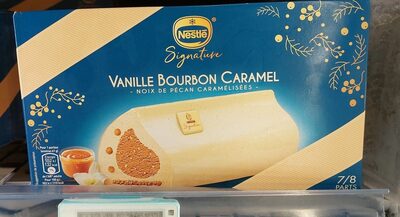 Nestlé
Signature
VANILLE BOURBON CARAMEL
- NOIX DE PÉCAN CARAMÉLISÉES -
7/8
PARTS